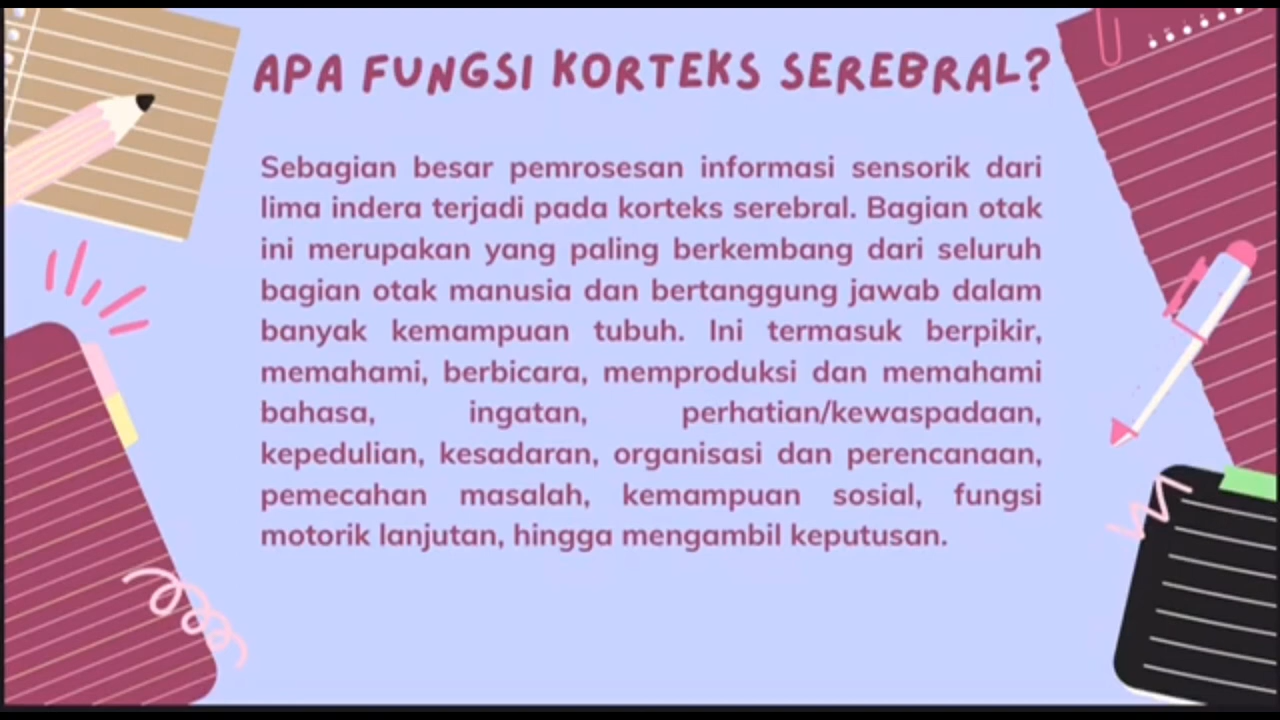 APA FUNGSI KORTEKS SEREBRAL?
Sebagian besar pemrosesan informasi sensorik dari
lima indera terjadi pada korteks serebral. Bagian otak
ini merupakan yang paling berkembang dari seluruh
bagian otak manusia dan bertanggung jawab dalam
banyak kemampuan tubuh. Ini termasuk berpikir,
memahami, berbicara, memproduksi dan memahami
bahasa, ingatan, perhatian/kewaspadaan,
kepedulian, kesadaran, organisasi dan perencanaan,
pemecahan masalah, kemampuan sosial, fungsi
motorik lanjutan, hingga mengambil keputusan.